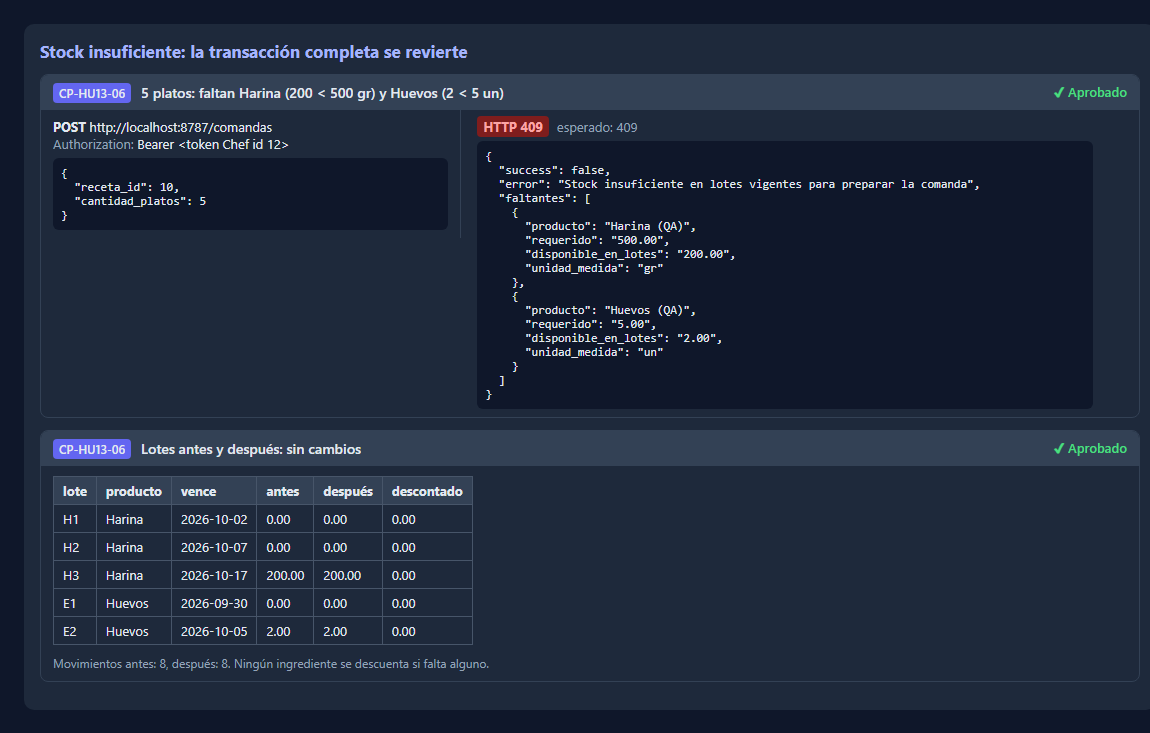 Stock insuficiente: la transacción completa se revierte
CP-HU13-06 5 platos: faltan Harina (200 < 500 gr) y Huevos (2 < 5 un) ✔ Aprobado
POST http://localhost:8787/comandas
Authorization: Bearer <token Chef id 12>
{
  "receta_id": 10,
  "cantidad_platos": 5
}
HTTP 409 esperado: 409
{
  "success": false,
  "error": "Stock insuficiente en lotes vigentes para preparar la comanda",
  "faltantes": [
    {
      "producto": "Harina (QA)",
      "requerido": "500.00",
      "disponible_en_lotes": "200.00",
      "unidad_medida": "gr"
    },
    {
      "producto": "Huevos (QA)",
      "requerido": "5.00",
      "disponible_en_lotes": "2.00",
      "unidad_medida": "un"
    }
  ]
}
CP-HU13-06 Lotes antes y después: sin cambios ✔ Aprobado
lote producto vence antes después descontado
H1 Harina 2026-10-02 0.00 0.00 0.00
H2 Harina 2026-10-07 0.00 0.00 0.00
H3 Harina 2026-10-17 200.00 200.00 0.00
E1 Huevos 2026-09-30 0.00 0.00 0.00
E2 Huevos 2026-10-05 2.00 2.00 0.00
Movimientos antes: 8, después: 8. Ningún ingrediente se descuenta si falta alguno.